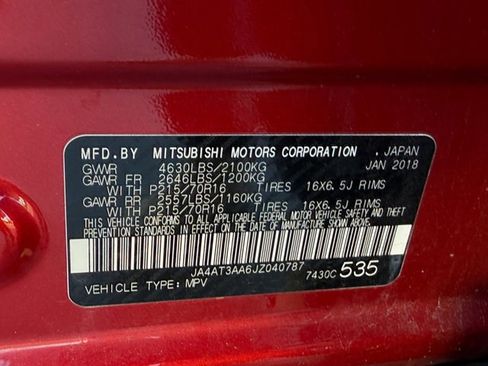 MFD.BY MITSUBISHI MOTORS CORPORATION . JAPAN
GVWR 4630LBS/2100KG JAN 2018
GAWR FR 2646LBS/1200KG
WITH P215/70R16 TIRES 16X6.5J RIMS
GAWR RR 2557LBS/1160KG
WITH P215/70R16 TIRES 16X6.5J RIMS
THIS VEHICLE CONFORMS TO ALL APPLICABLE FEDERAL MOTOR VEHICLE SAFETY AND THEFT
PREVENTION STANDARDS IN EFFECT ON THE DATE OF MANUFACTURE SHOWN ABOVE.
JA4AT3AA6JZ040787
VEHICLE TYPE: MPV 7430C 535